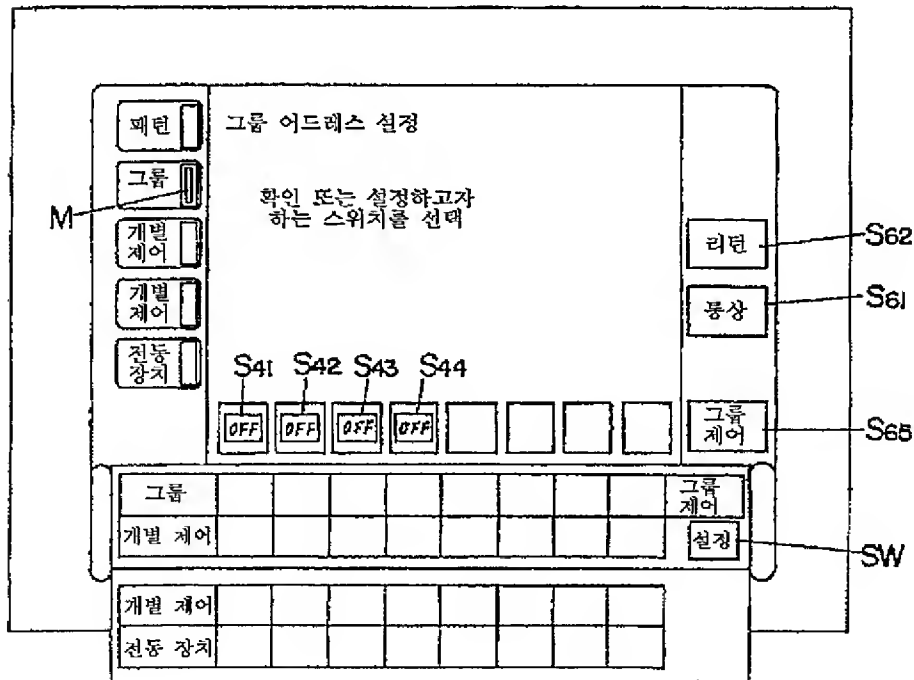 패턴
그룹
M
개별
제어
개별
제어
전동
장치
그룹 어드레스 설정
확인 또는 설정하고자
하는 스위치를 선택
S41 S42 S43 S44
OFF OFF OFF OFF
리턴
S62
통상
S61
그룹
제어
S65
그룹
그룹
제어
개별 제어
설정
SW
개별 제어
전동 장치